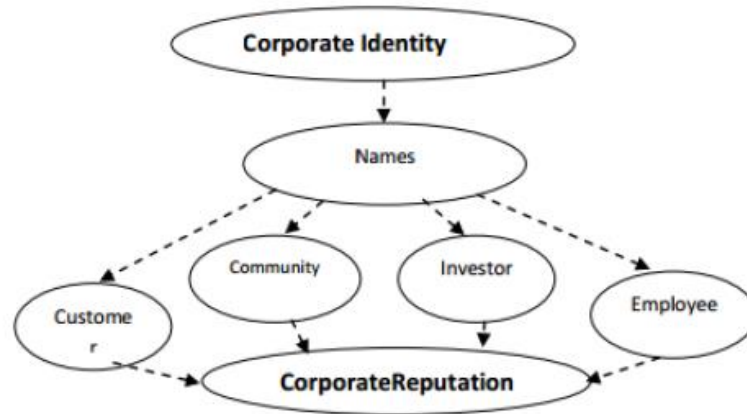 Corporate Identity
Names
Community
Investor
Custome
r
Employee
CorporateReputation